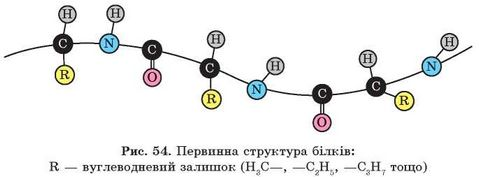 H H H H H
C N C C N C C N
R O R O R
Рис. 54. Первинна структура білків:
R — вуглеводневий залишок (H₃C—, —C₂H₅, —C₃H₇ тощо)